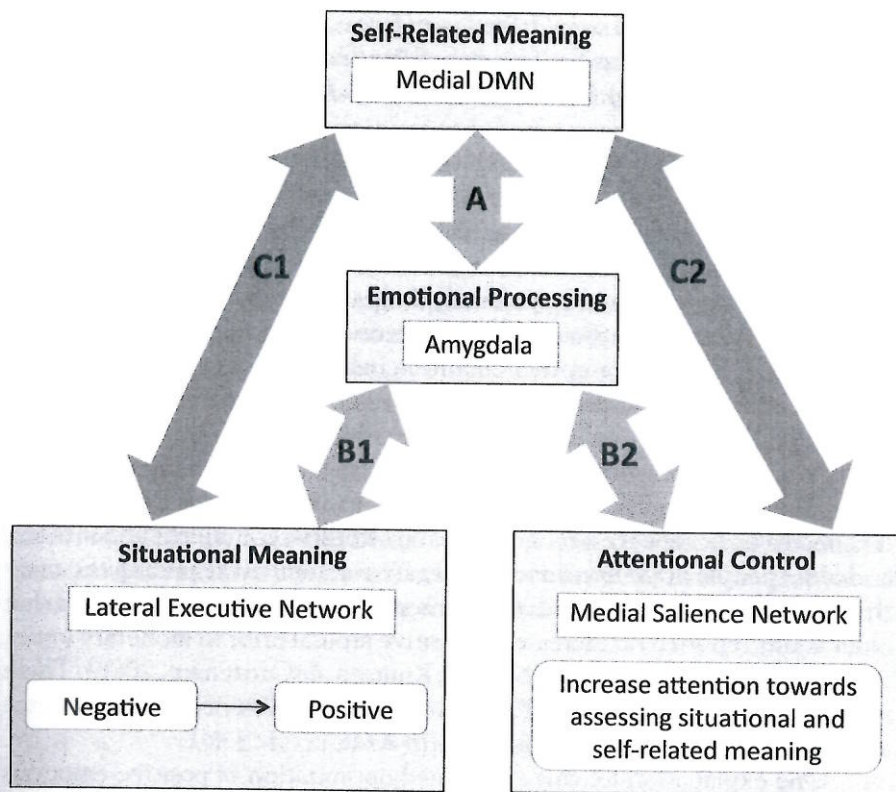 Self-Related Meaning
Medial DMN
A
C1
C2
Emotional Processing
Amygdala
B1
B2
Situational Meaning
Lateral Executive Network
Negative
Positive
Attentional Control
Medial Salience Network
Increase attention towards
assessing situational and
self-related meaning